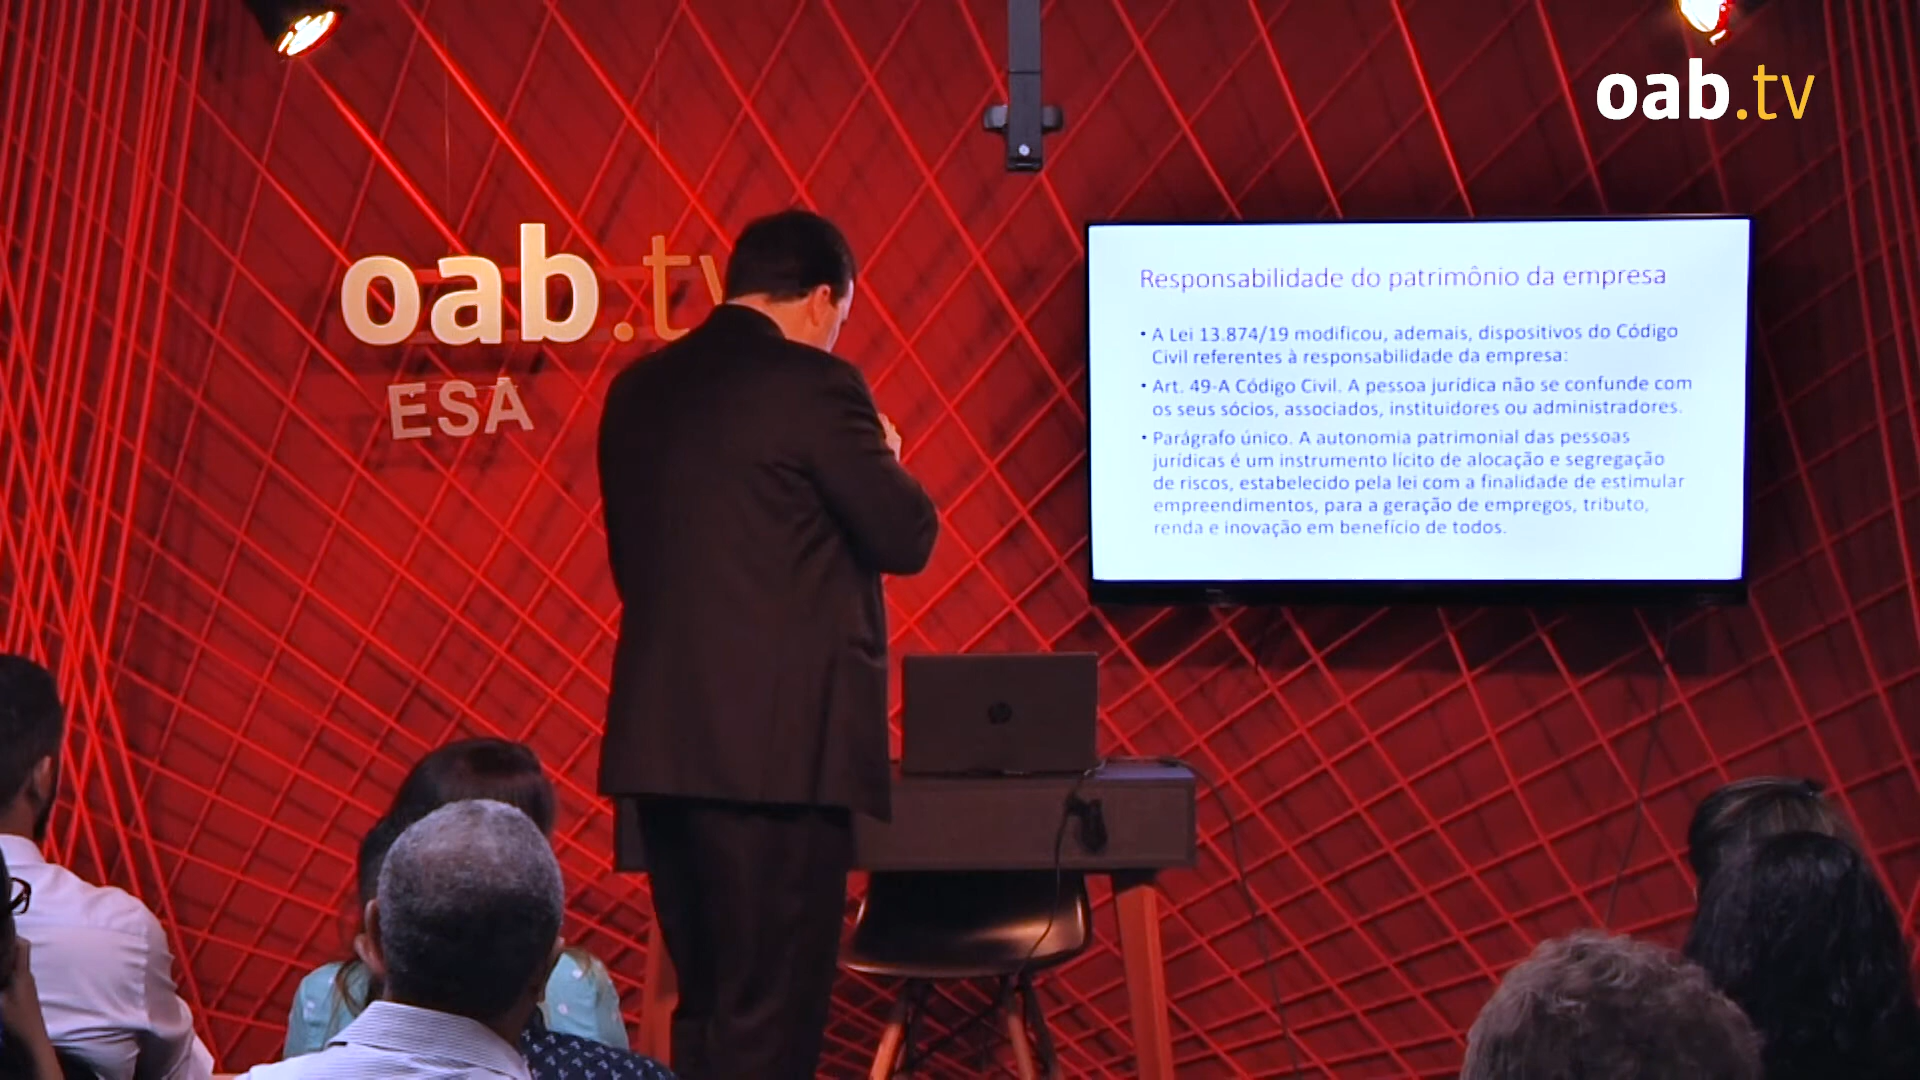 oab.tv
oab.tv
ESA
Responsabilidade do patrimônio da empresa
• A Lei 13.874/19 modificou, ademais, dispositivos do Código
Civil referentes à responsabilidade da empresa:
• Art. 49-A Código Civil. A pessoa jurídica não se confunde com
os seus sócios, associados, instituidores ou administradores.
• Parágrafo único. A autonomia patrimonial das pessoas
jurídicas é um instrumento lícito de alocação e segregação
de riscos, estabelecido pela lei com a finalidade de estimular
empreendimentos, para a geração de empregos, tributo,
renda e inovação em benefício de todos.